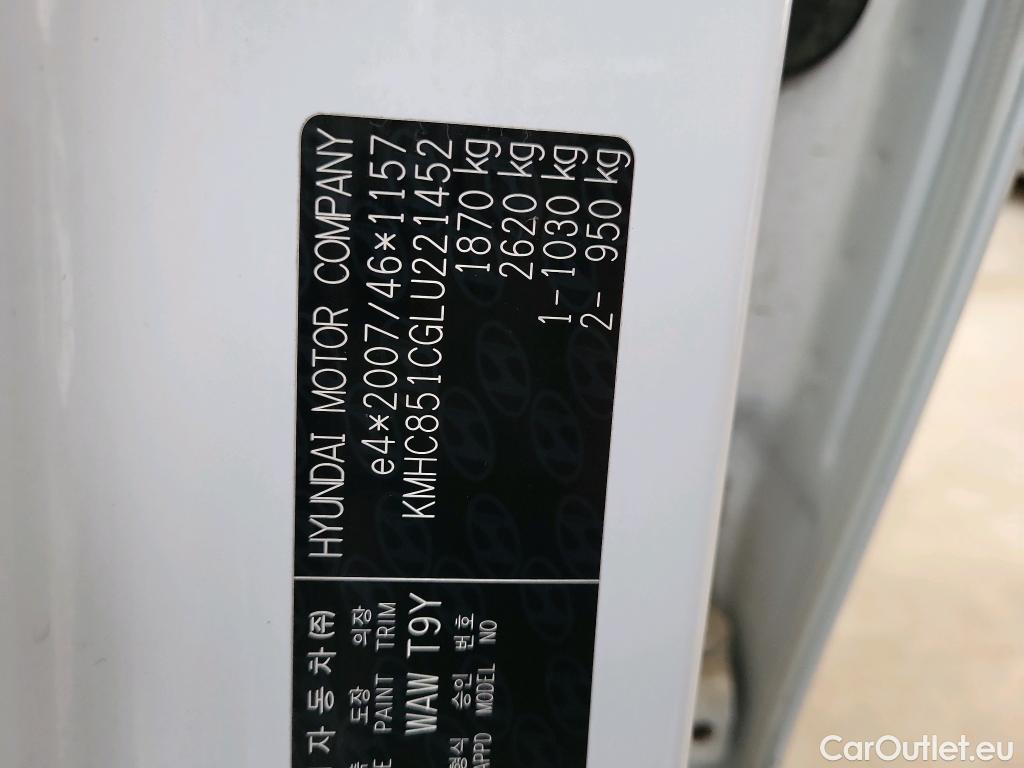 HYUNDAI MOTOR COMPANY
e4*2007/46*1157
KMHC851CGLU221452
1870 kg
2620 kg
1- 1030 kg
2- 950 kg
자동차(주)
도장 의장
PAINT TRIM
WAW T9Y
형식 승인 번호
APPD MODEL NO
CarOutlet.eu